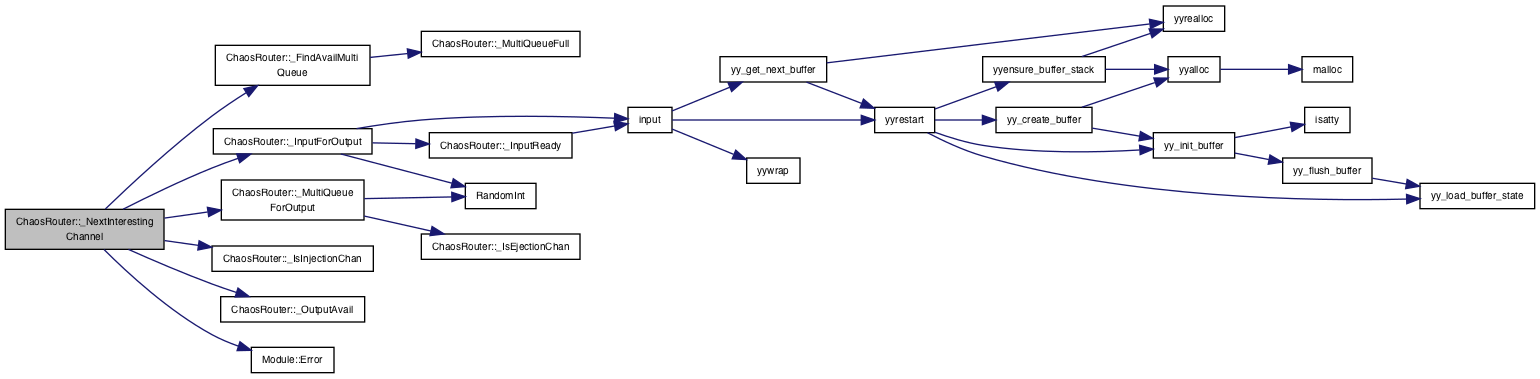 ChaosRouter::_NextInteresting
Channel
ChaosRouter::_FindAvailMulti
Queue
ChaosRouter::_MultiQueueFull
ChaosRouter::_InputForOutput
ChaosRouter::_InputReady
RandomInt
ChaosRouter::_MultiQueue
ForOutput
ChaosRouter::_IsEjectionChan
ChaosRouter::_IsInjectionChan
ChaosRouter::_OutputAvail
Module::Error
input
yy_get_next_buffer
yywrap
yyrestart
yyensure_buffer_stack
yy_create_buffer
yyrealloc
yyalloc
malloc
yy_init_buffer
isatty
yy_flush_buffer
yy_load_buffer_state